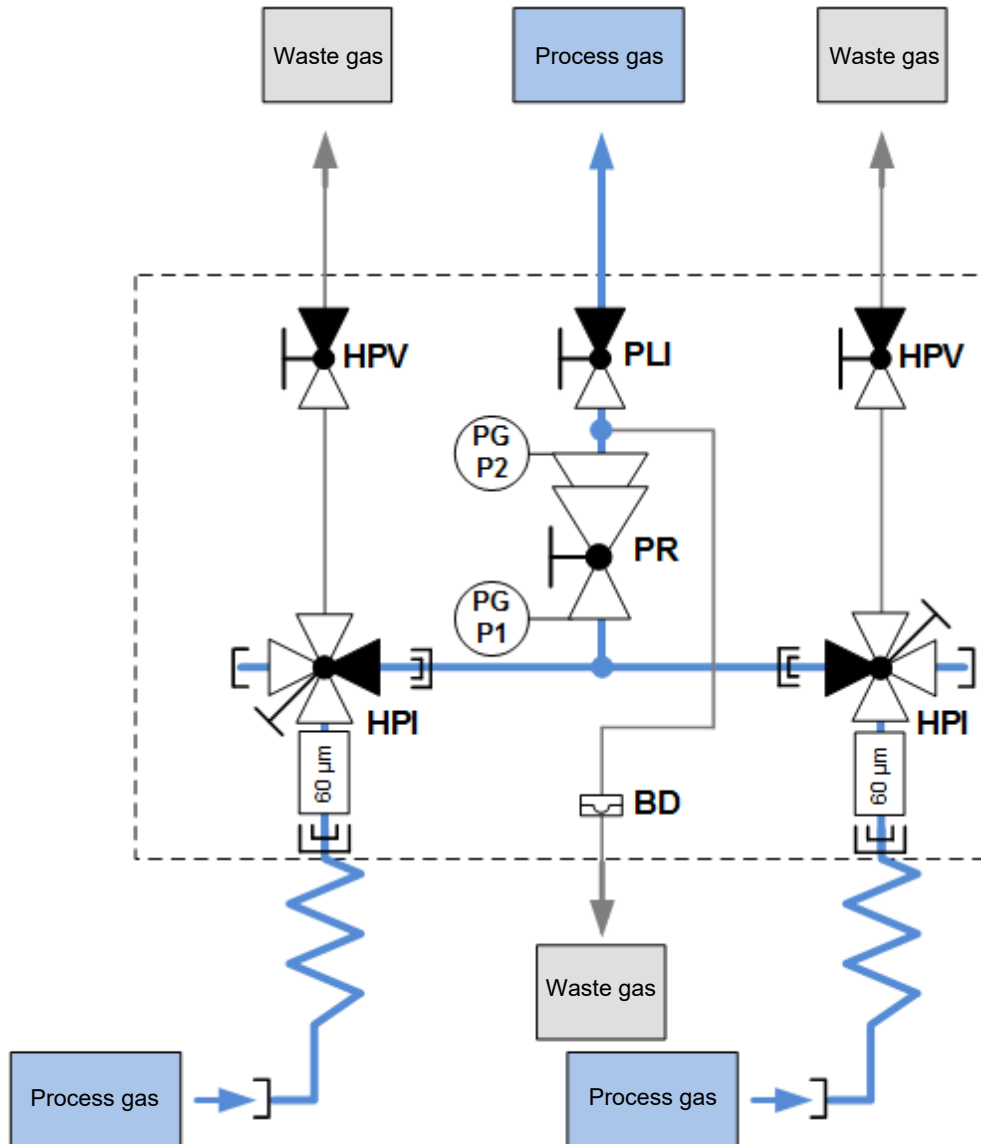 Waste gas
Process gas
Waste gas
HPV
PLI
HPV
PG
P2
PR
PG
P1
HPI
HPI
60 µm
60 µm
BD
Waste gas
Process gas
Process gas